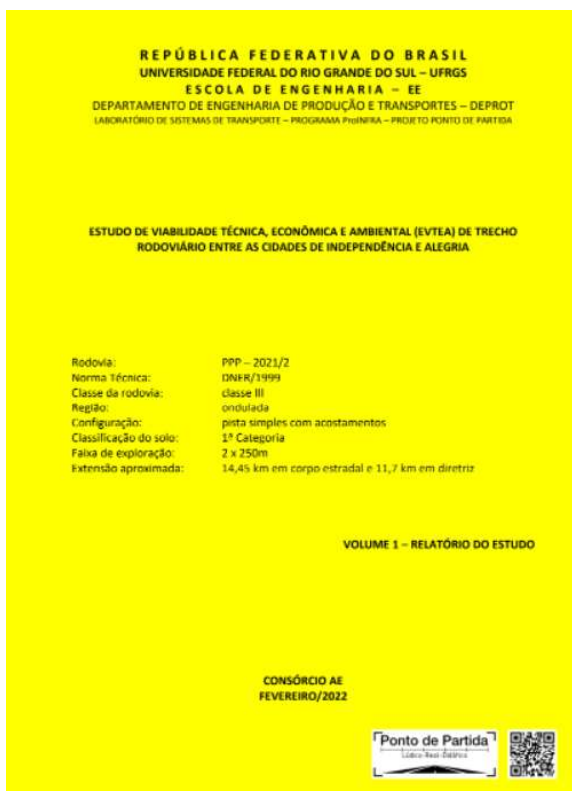 REPÚBLICA FEDERATIVA DO BRASIL
UNIVERSIDADE FEDERAL DO RIO GRANDE DO SUL – UFRGS
ESCOLA DE ENGENHARIA – EE
DEPARTAMENTO DE ENGENHARIA DE PRODUÇÃO E TRANSPORTES – DEPROT
LABORATÓRIO DE SISTEMAS DE TRANSPORTE – PROGRAMA ProINFRA – PROJETO PONTO DE PARTIDA
ESTUDO DE VIABILIDADE TÉCNICA, ECONÔMICA E AMBIENTAL (EVTEA) DE TRECHO
RODOVIÁRIO ENTRE AS CIDADES DE INDEPENDÊNCIA E ALEGRIA
Rodovia: PPP – 2021/2
Norma Técnica: DNER/1999
Classe da rodovia: classe III
Região: ondulada
Configuração: pista simples com acostamentos
Classificação do solo: 1ª Categoria
Faixa de exploração: 2 x 250m
Extensão aproximada: 14,45 km em corpo estradal e 11,7 km em diretriz
VOLUME 1 – RELATÓRIO DO ESTUDO
CONSÓRCIO AE
FEVEREIRO/2022
Ponto de Partida